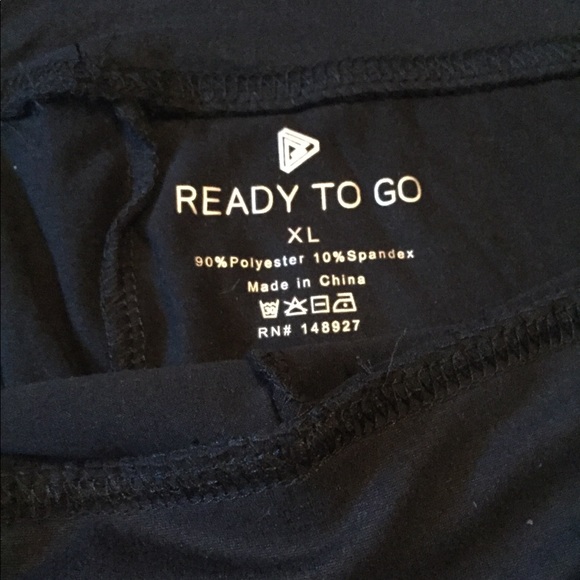 READY TO GO
XL
90%Polyester 10%Spandex
Made in China
RN# 148927